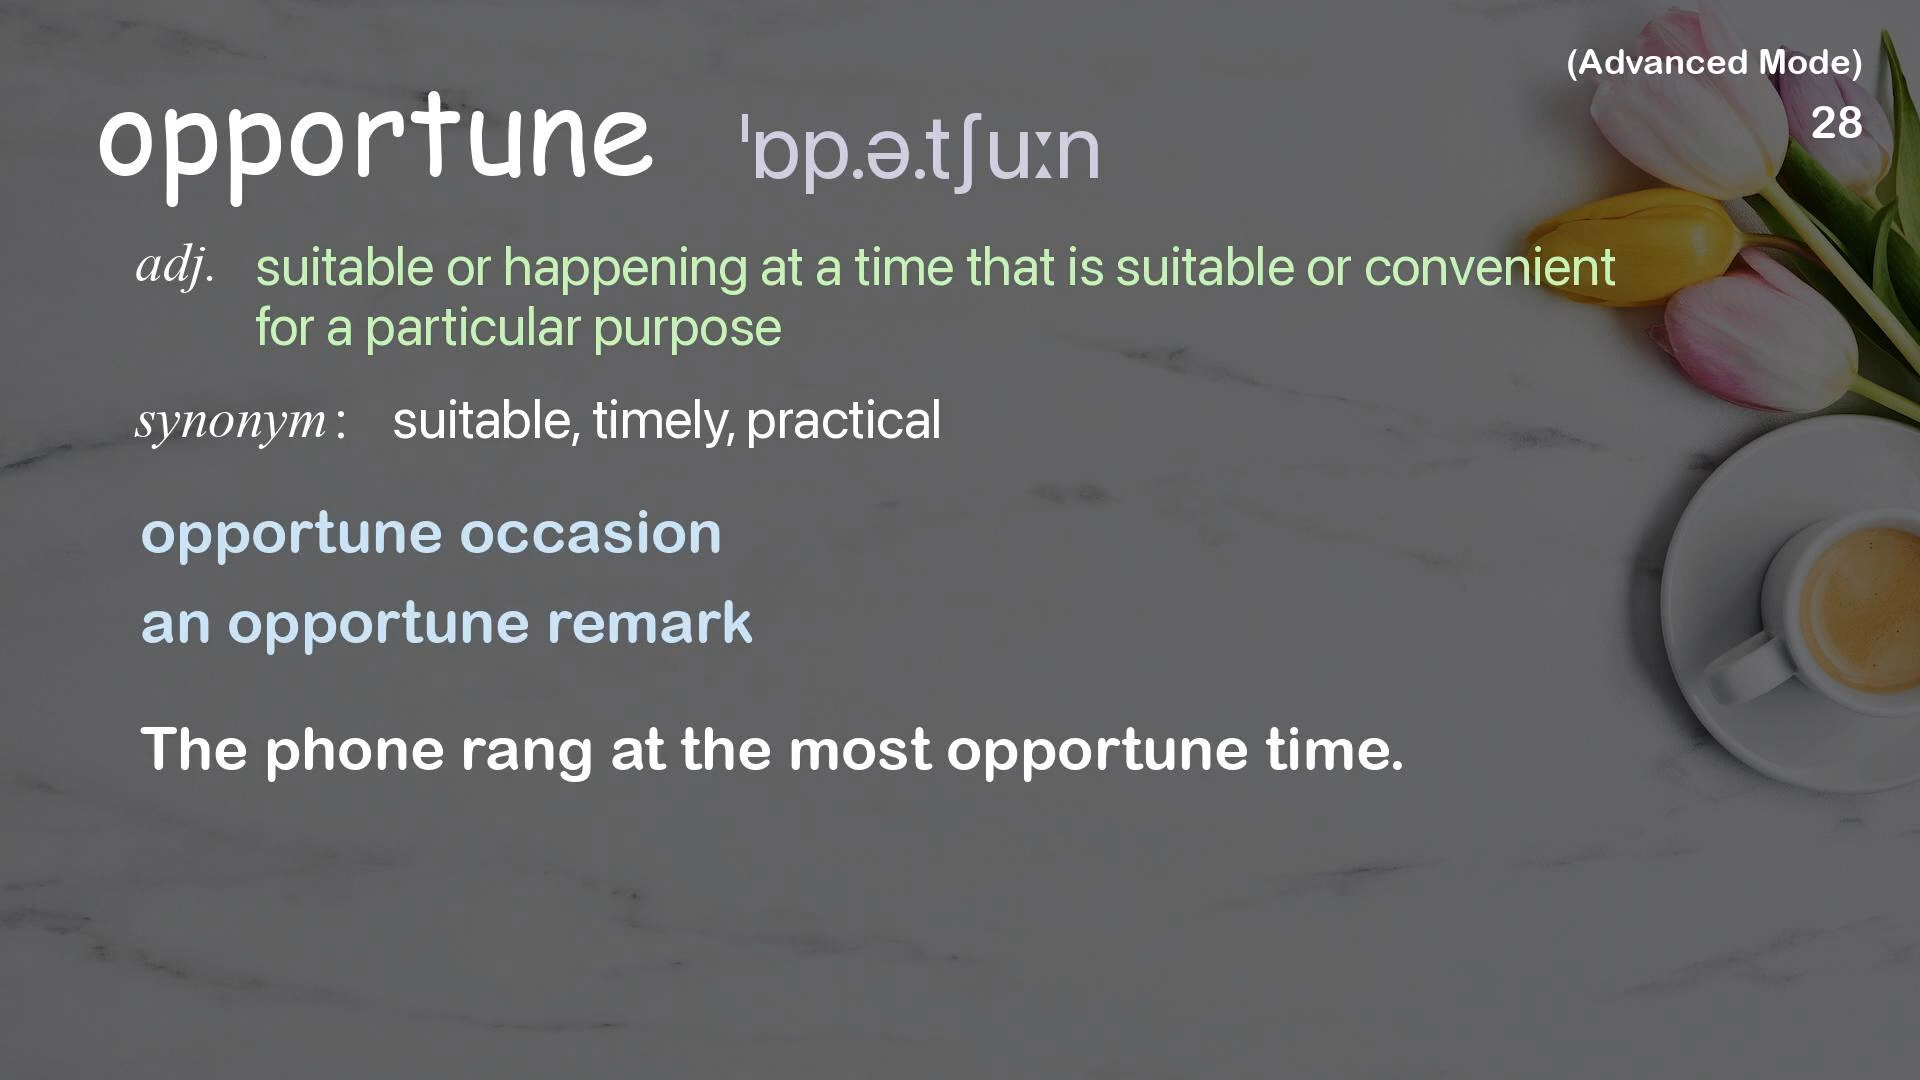 (Advanced Mode)
28
opportune ˈɒp.ə.tʃuːn
adj. suitable or happening at a time that is suitable or convenient
for a particular purpose
synonym: suitable, timely, practical
opportune occasion
an opportune remark
The phone rang at the most opportune time.